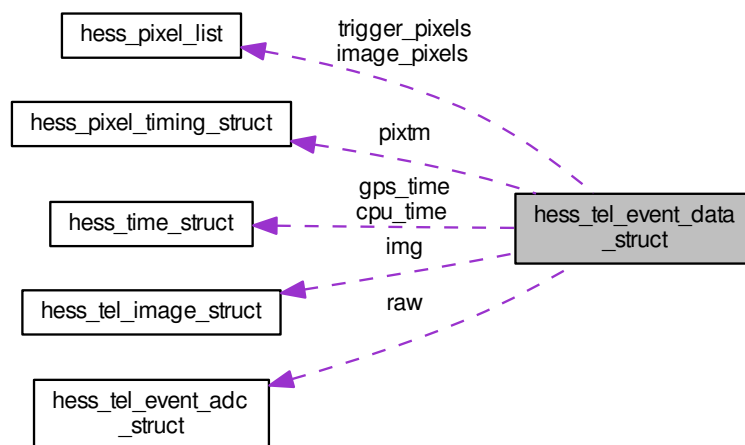 hess_pixel_list
trigger_pixels
image_pixels
hess_pixel_timing_struct
pixtm
gps_time
cpu_time
hess_time_struct
hess_tel_event_data
_struct
img
hess_tel_image_struct
raw
hess_tel_event_adc
_struct